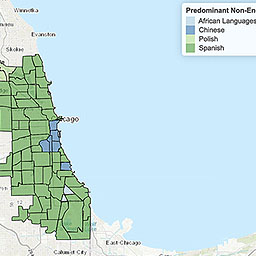 Winnetka
Predominant Non-En
African Languages
Chinese
Polish
Spanish
Evanston
Skokie
cago
East Chicago
Calumet City